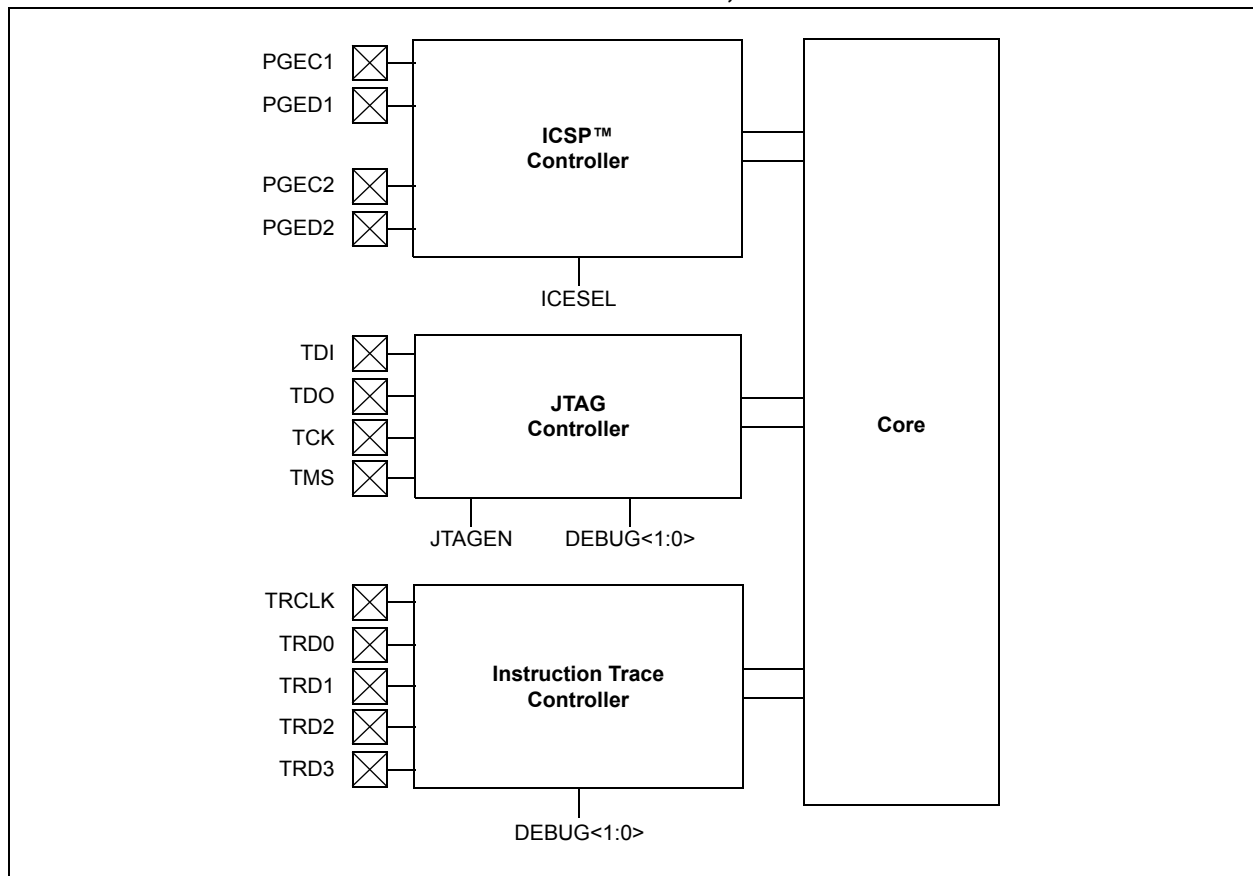 PGEC1
PGED1
ICSP™
Controller
PGEC2
PGED2
ICESEL
TDI
TDO
JTAG
Controller
TCK
TMS
Core
JTAGEN
DEBUG<1:0>
TRCLK
TRD0
TRD1
Instruction Trace
Controller
TRD2
TRD3
DEBUG<1:0>